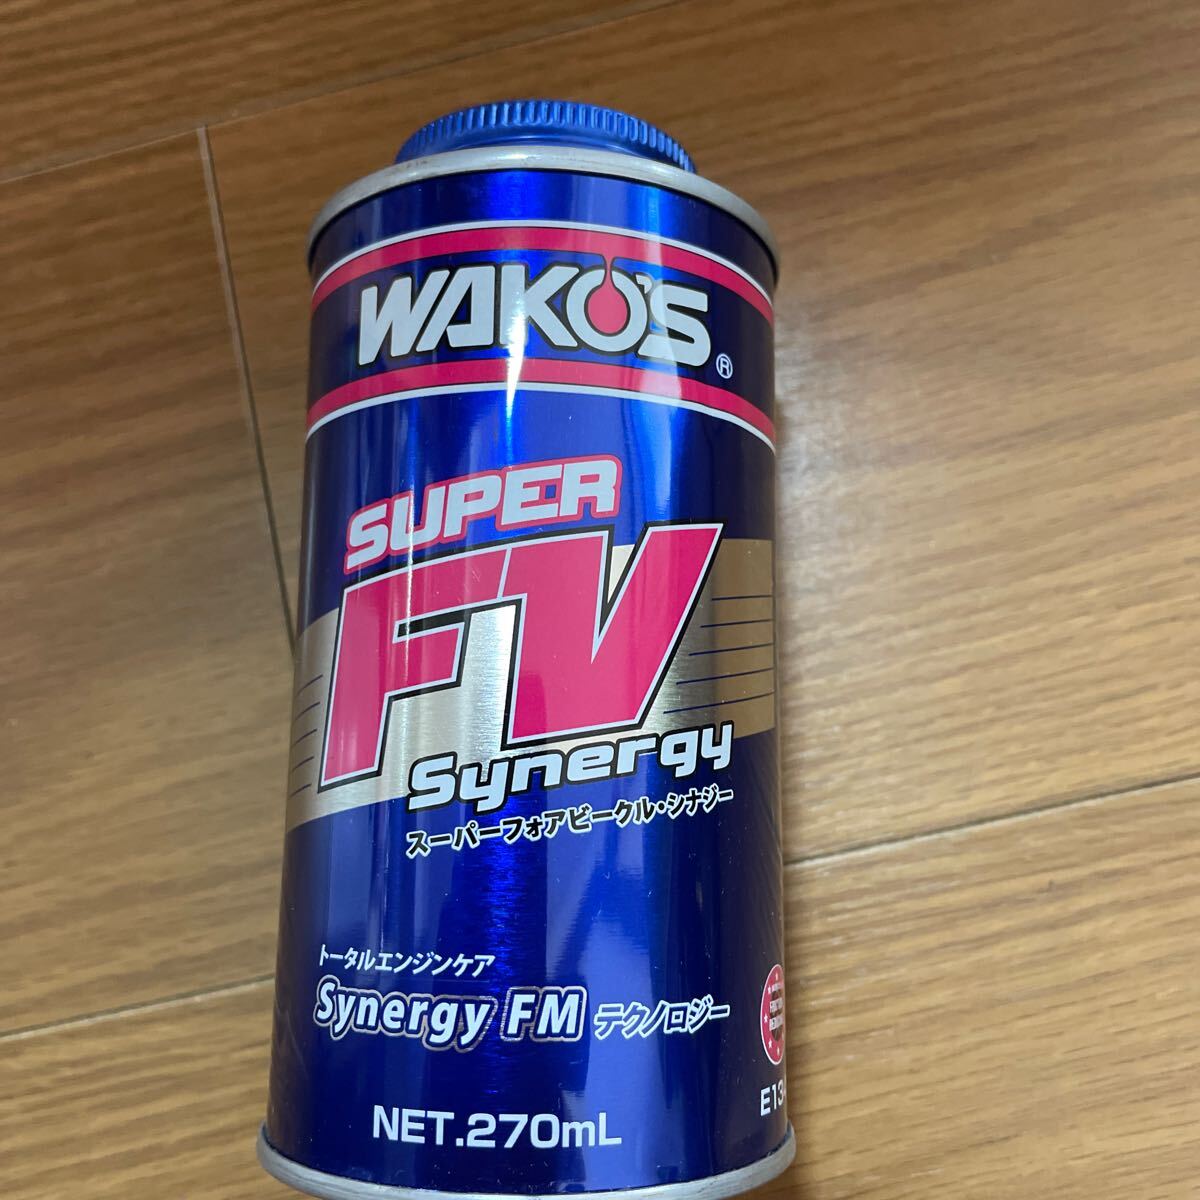 WAKO'S
®
SUPER
FV
Synergy
スーパーフォアビークル・シナジー
トータルエンジンケア
Synergy FM テクノロジー
NET.270mL